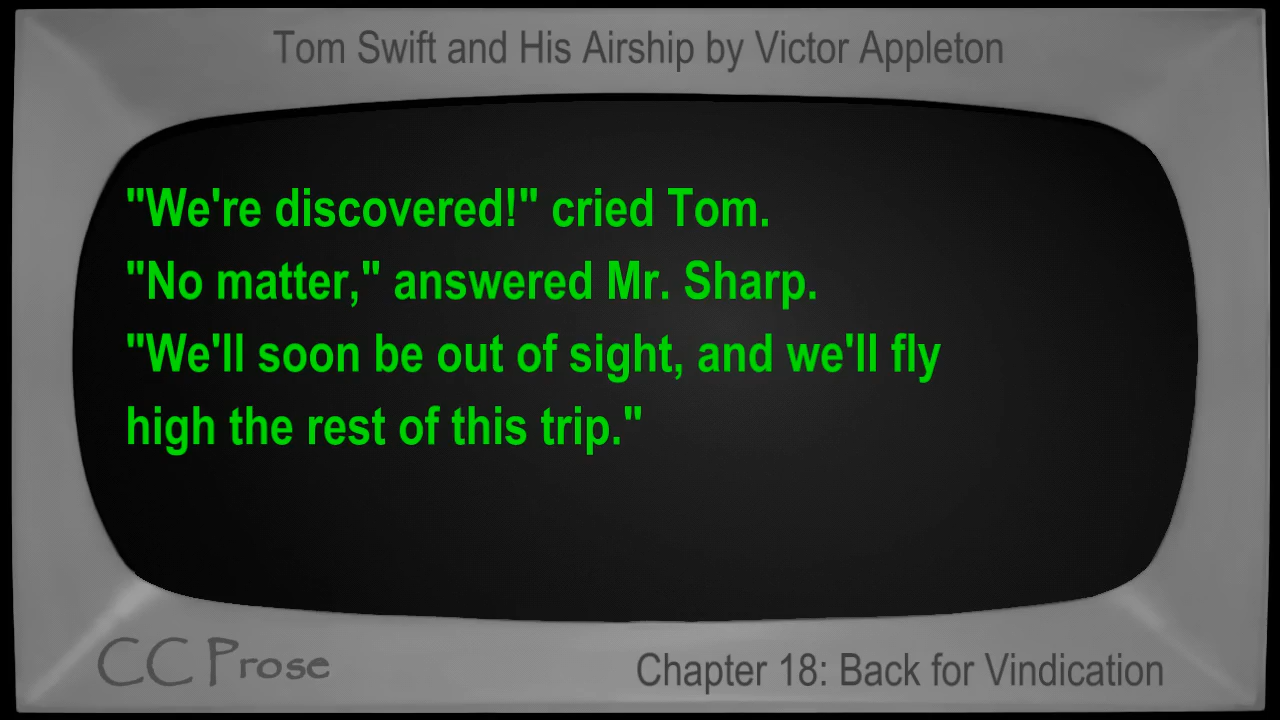 Tom Swift and His Airship by Victor Appleton
"We're discovered!" cried Tom.
"No matter," answered Mr. Sharp.
"We'll soon be out of sight, and we'll fly
high the rest of this trip."
CC Prose
Chapter 18: Back for Vindication